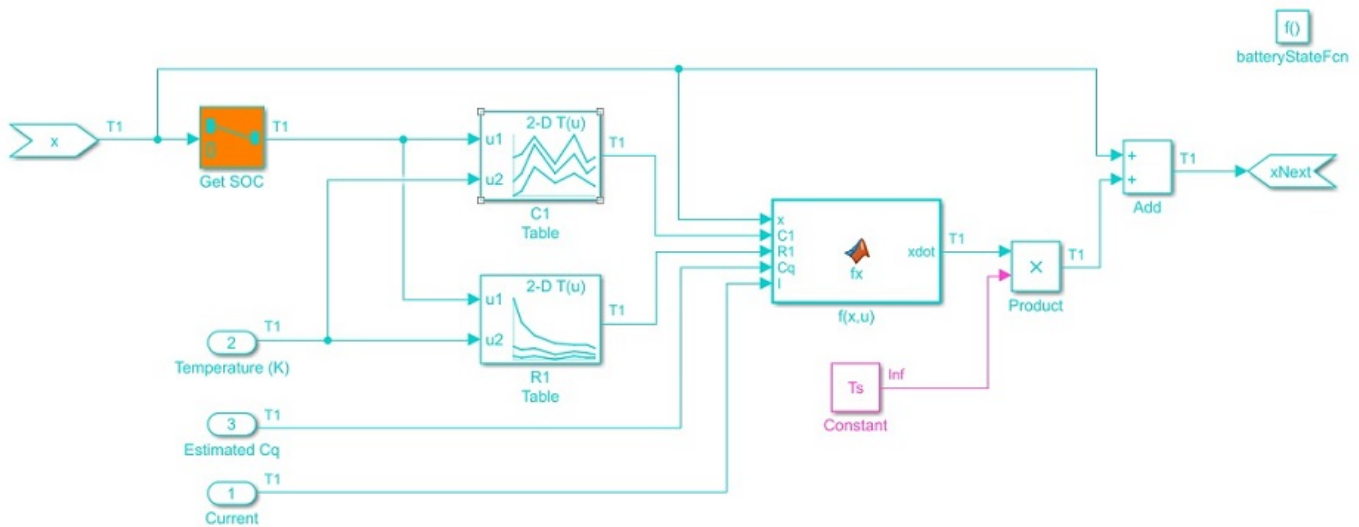 f()
batteryStateFcn
x
T1
Get SOC
T1
2-D T(u)
u1
u2
T1
C1
Table
2-D T(u)
u1
u2
T1
R1
Table
2
T1
Temperature (K)
3
T1
Estimated Cq
1
T1
Current
x
C1
R1
Cq
I
fx
xdot
T1
f(x,u)
Ts
Inf
Constant
×
T1
Product
+
+
T1
Add
xNext